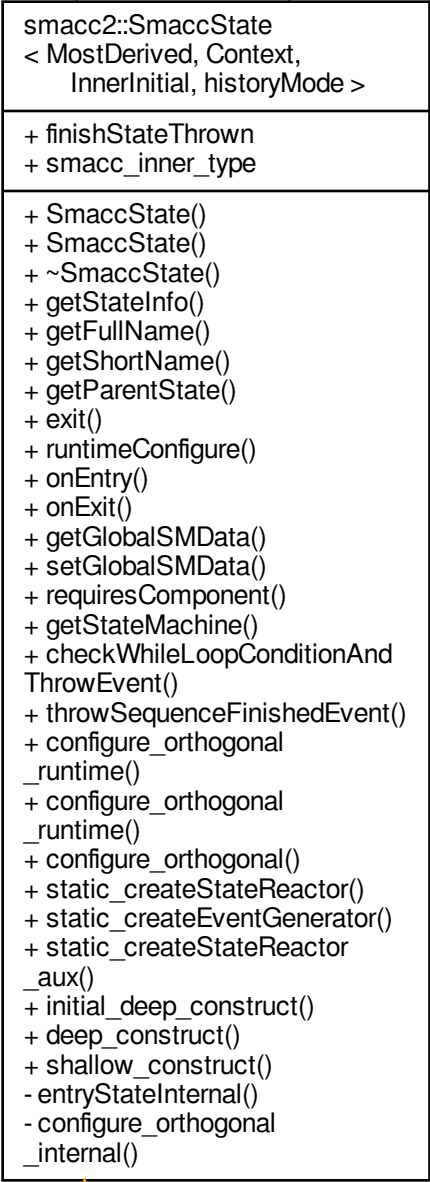 smacc2::SmaccState
< MostDerived, Context,
InnerInitial, historyMode >
+ finishStateThrown
+ smacc_inner_type
+ SmaccState()
+ SmaccState()
+ ~SmaccState()
+ getStateInfo()
+ getFullName()
+ getShortName()
+ getParentState()
+ exit()
+ runtimeConfigure()
+ onEntry()
+ onExit()
+ getGlobalSMData()
+ setGlobalSMData()
+ requiresComponent()
+ getStateMachine()
+ checkWhileLoopConditionAnd
ThrowEvent()
+ throwSequenceFinishedEvent()
+ configure_orthogonal
_runtime()
+ configure_orthogonal
_runtime()
+ configure_orthogonal()
+ static_createStateReactor()
+ static_createEventGenerator()
+ static_createStateReactor
_aux()
+ initial_deep_construct()
+ deep_construct()
+ shallow_construct()
- entryStateInternal()
- configure_orthogonal
_internal()